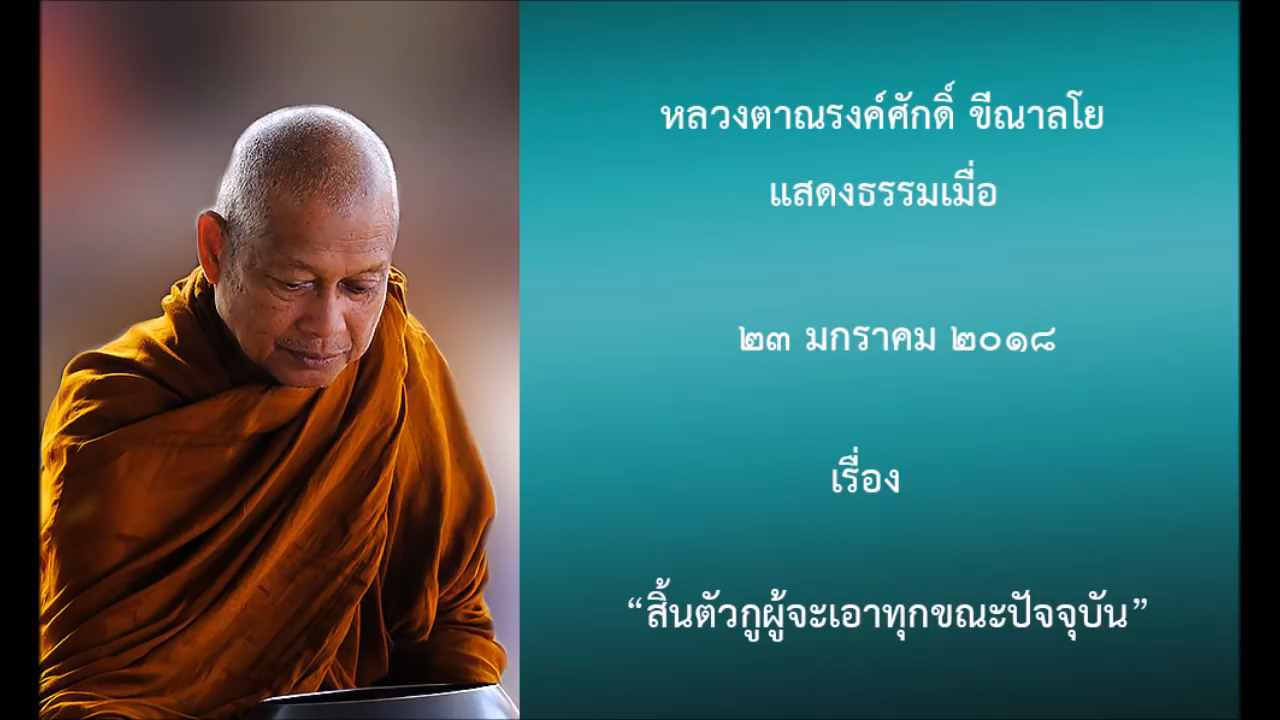 หลวงตาณรงค์ศักดิ์ ขีณาลโย
แสดงธรรมเมื่อ
๒๓ มกราคม ๒๐๑๘
เรื่อง
“สิ้นตัวกูผู้จะเอาทุกขณะปัจจุบัน”